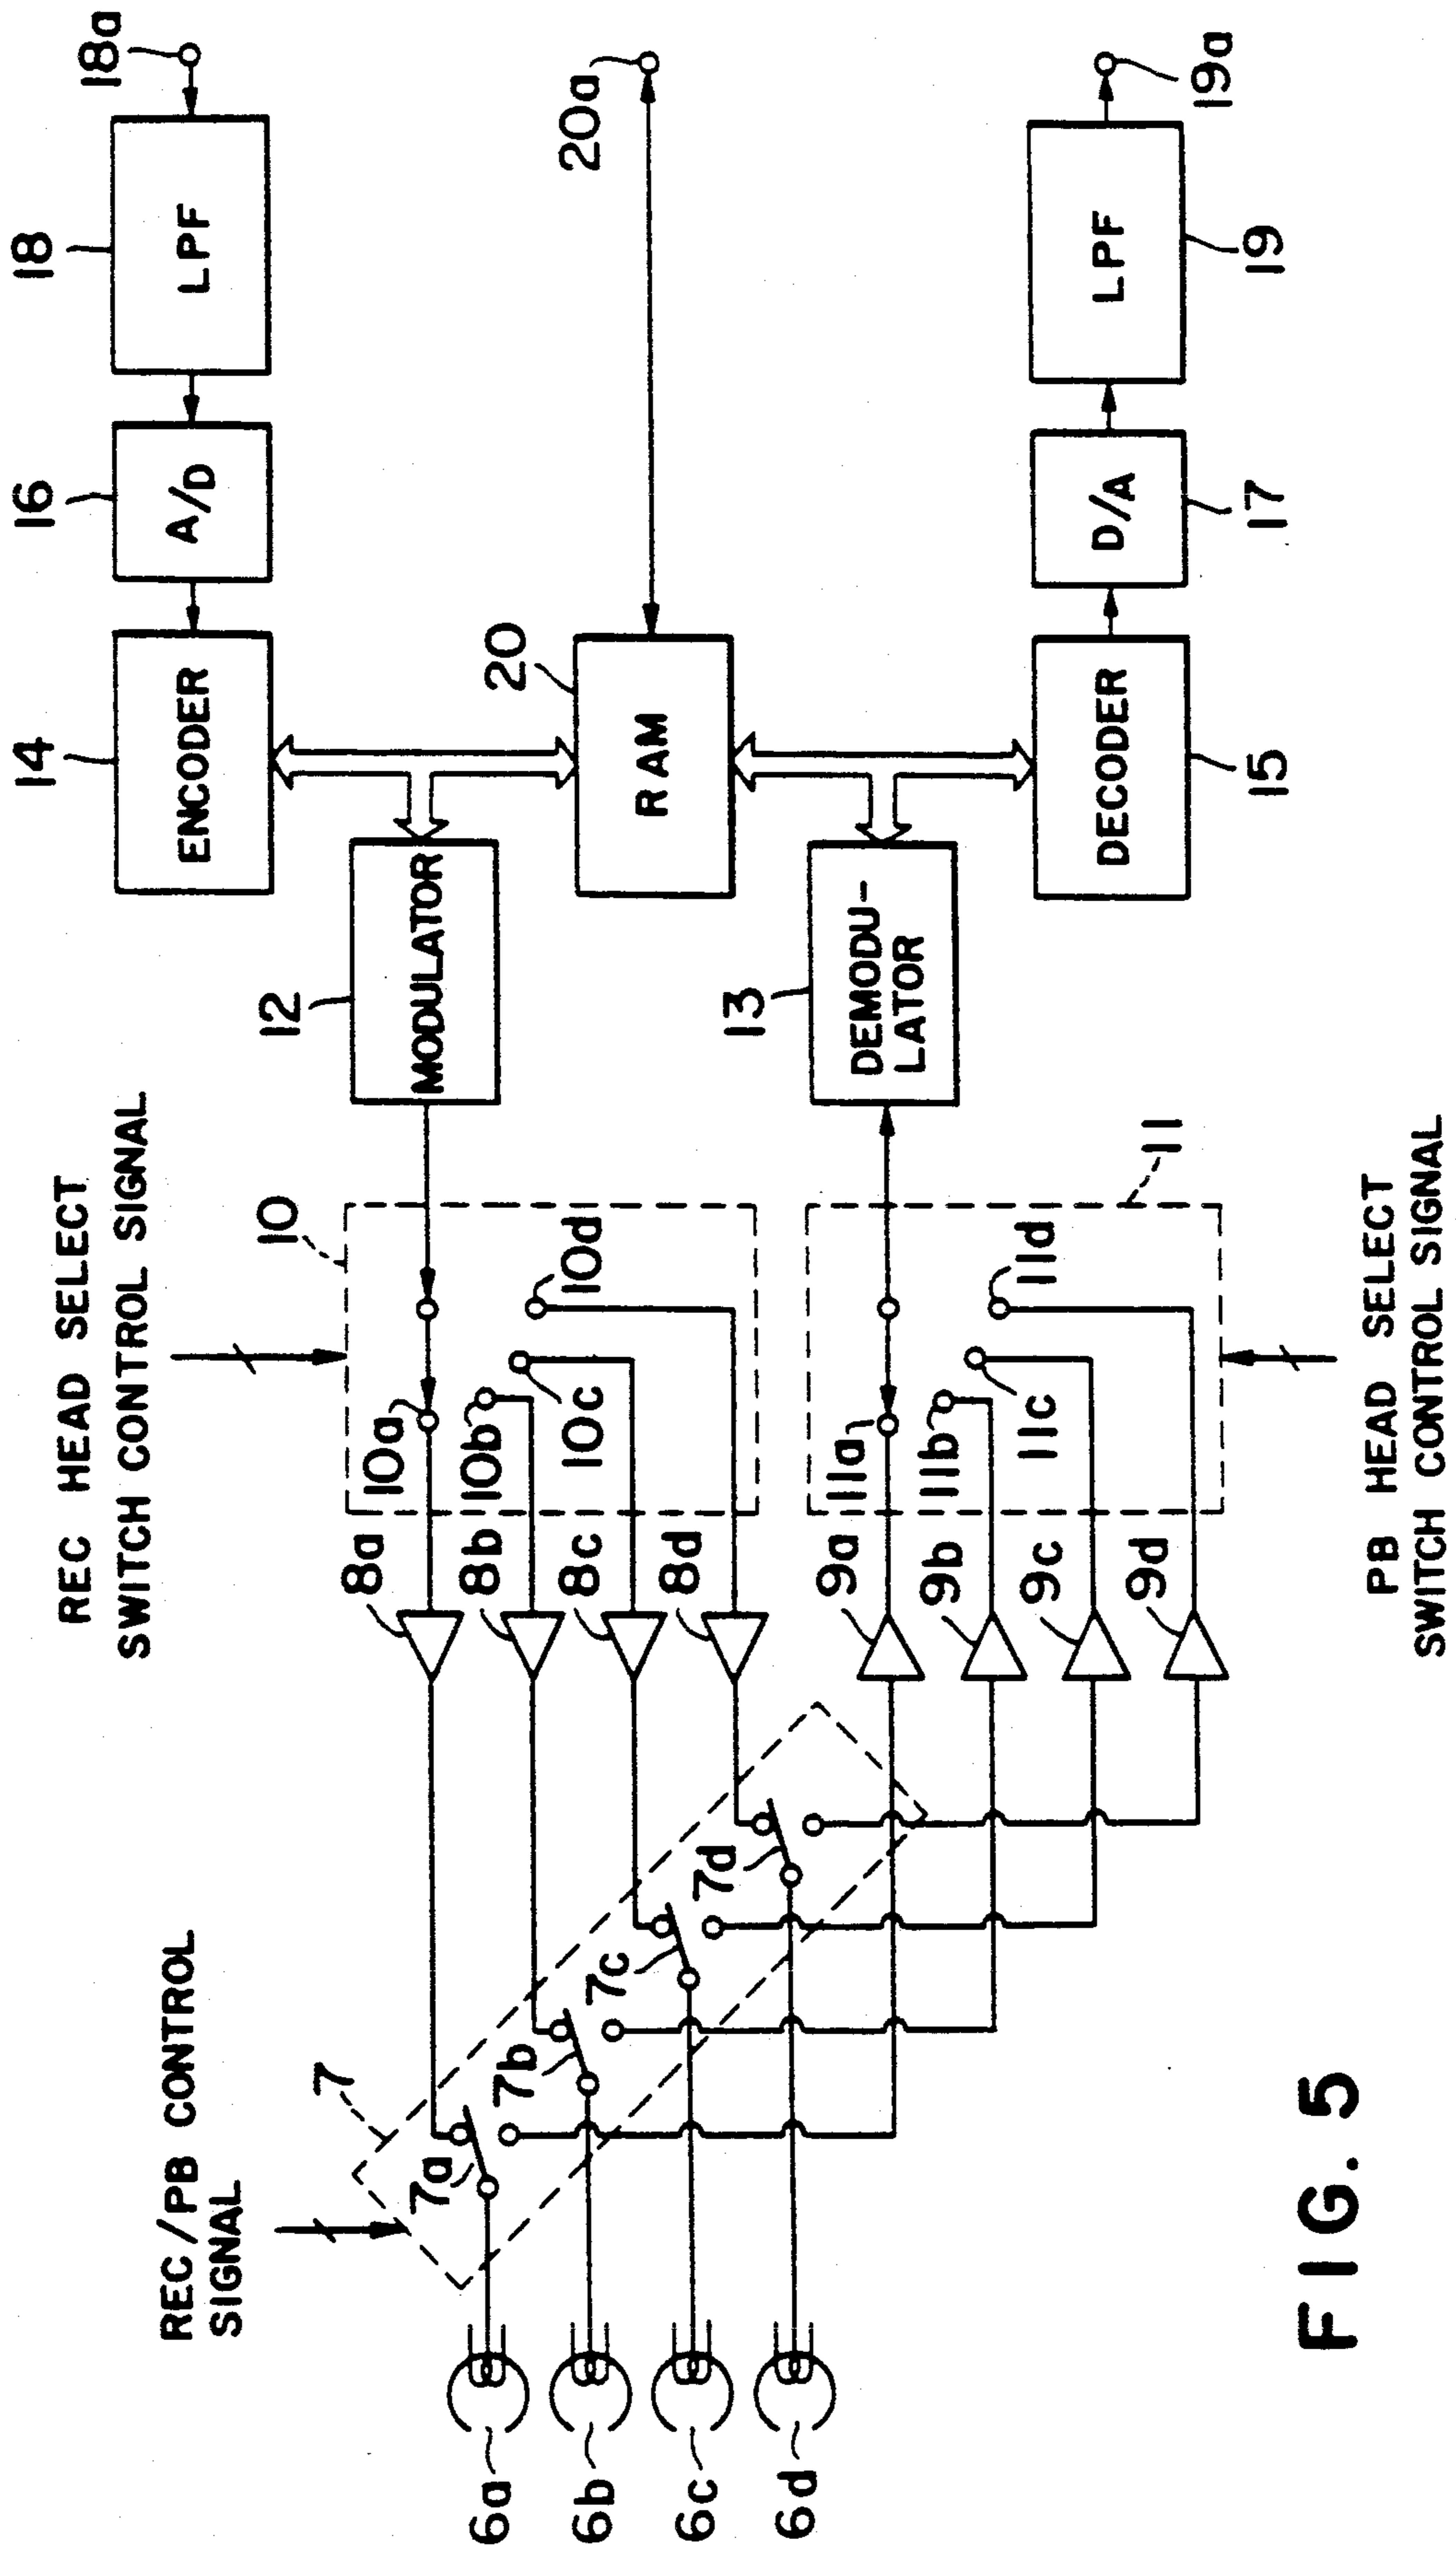 REC/PB CONTROL
SIGNAL
REC HEAD SELECT
SWITCH CONTROL SIGNAL
7
7a
7b
7c
7d
6a
6b
6c
6d
8a
8b
8c
8d
9a
9b
9c
9d
10
10a
10b
10c
10d
11
11a
11b
11c
11d
PB HEAD SELECT
SWITCH CONTROL SIGNAL
12
MODULATOR
13
DEMODU-
LATOR
14
ENCODER
16
A/D
18
LPF
18a
20
RAM
20a
DECODER
15
D/A
17
LPF
19
19a
FIG. 5